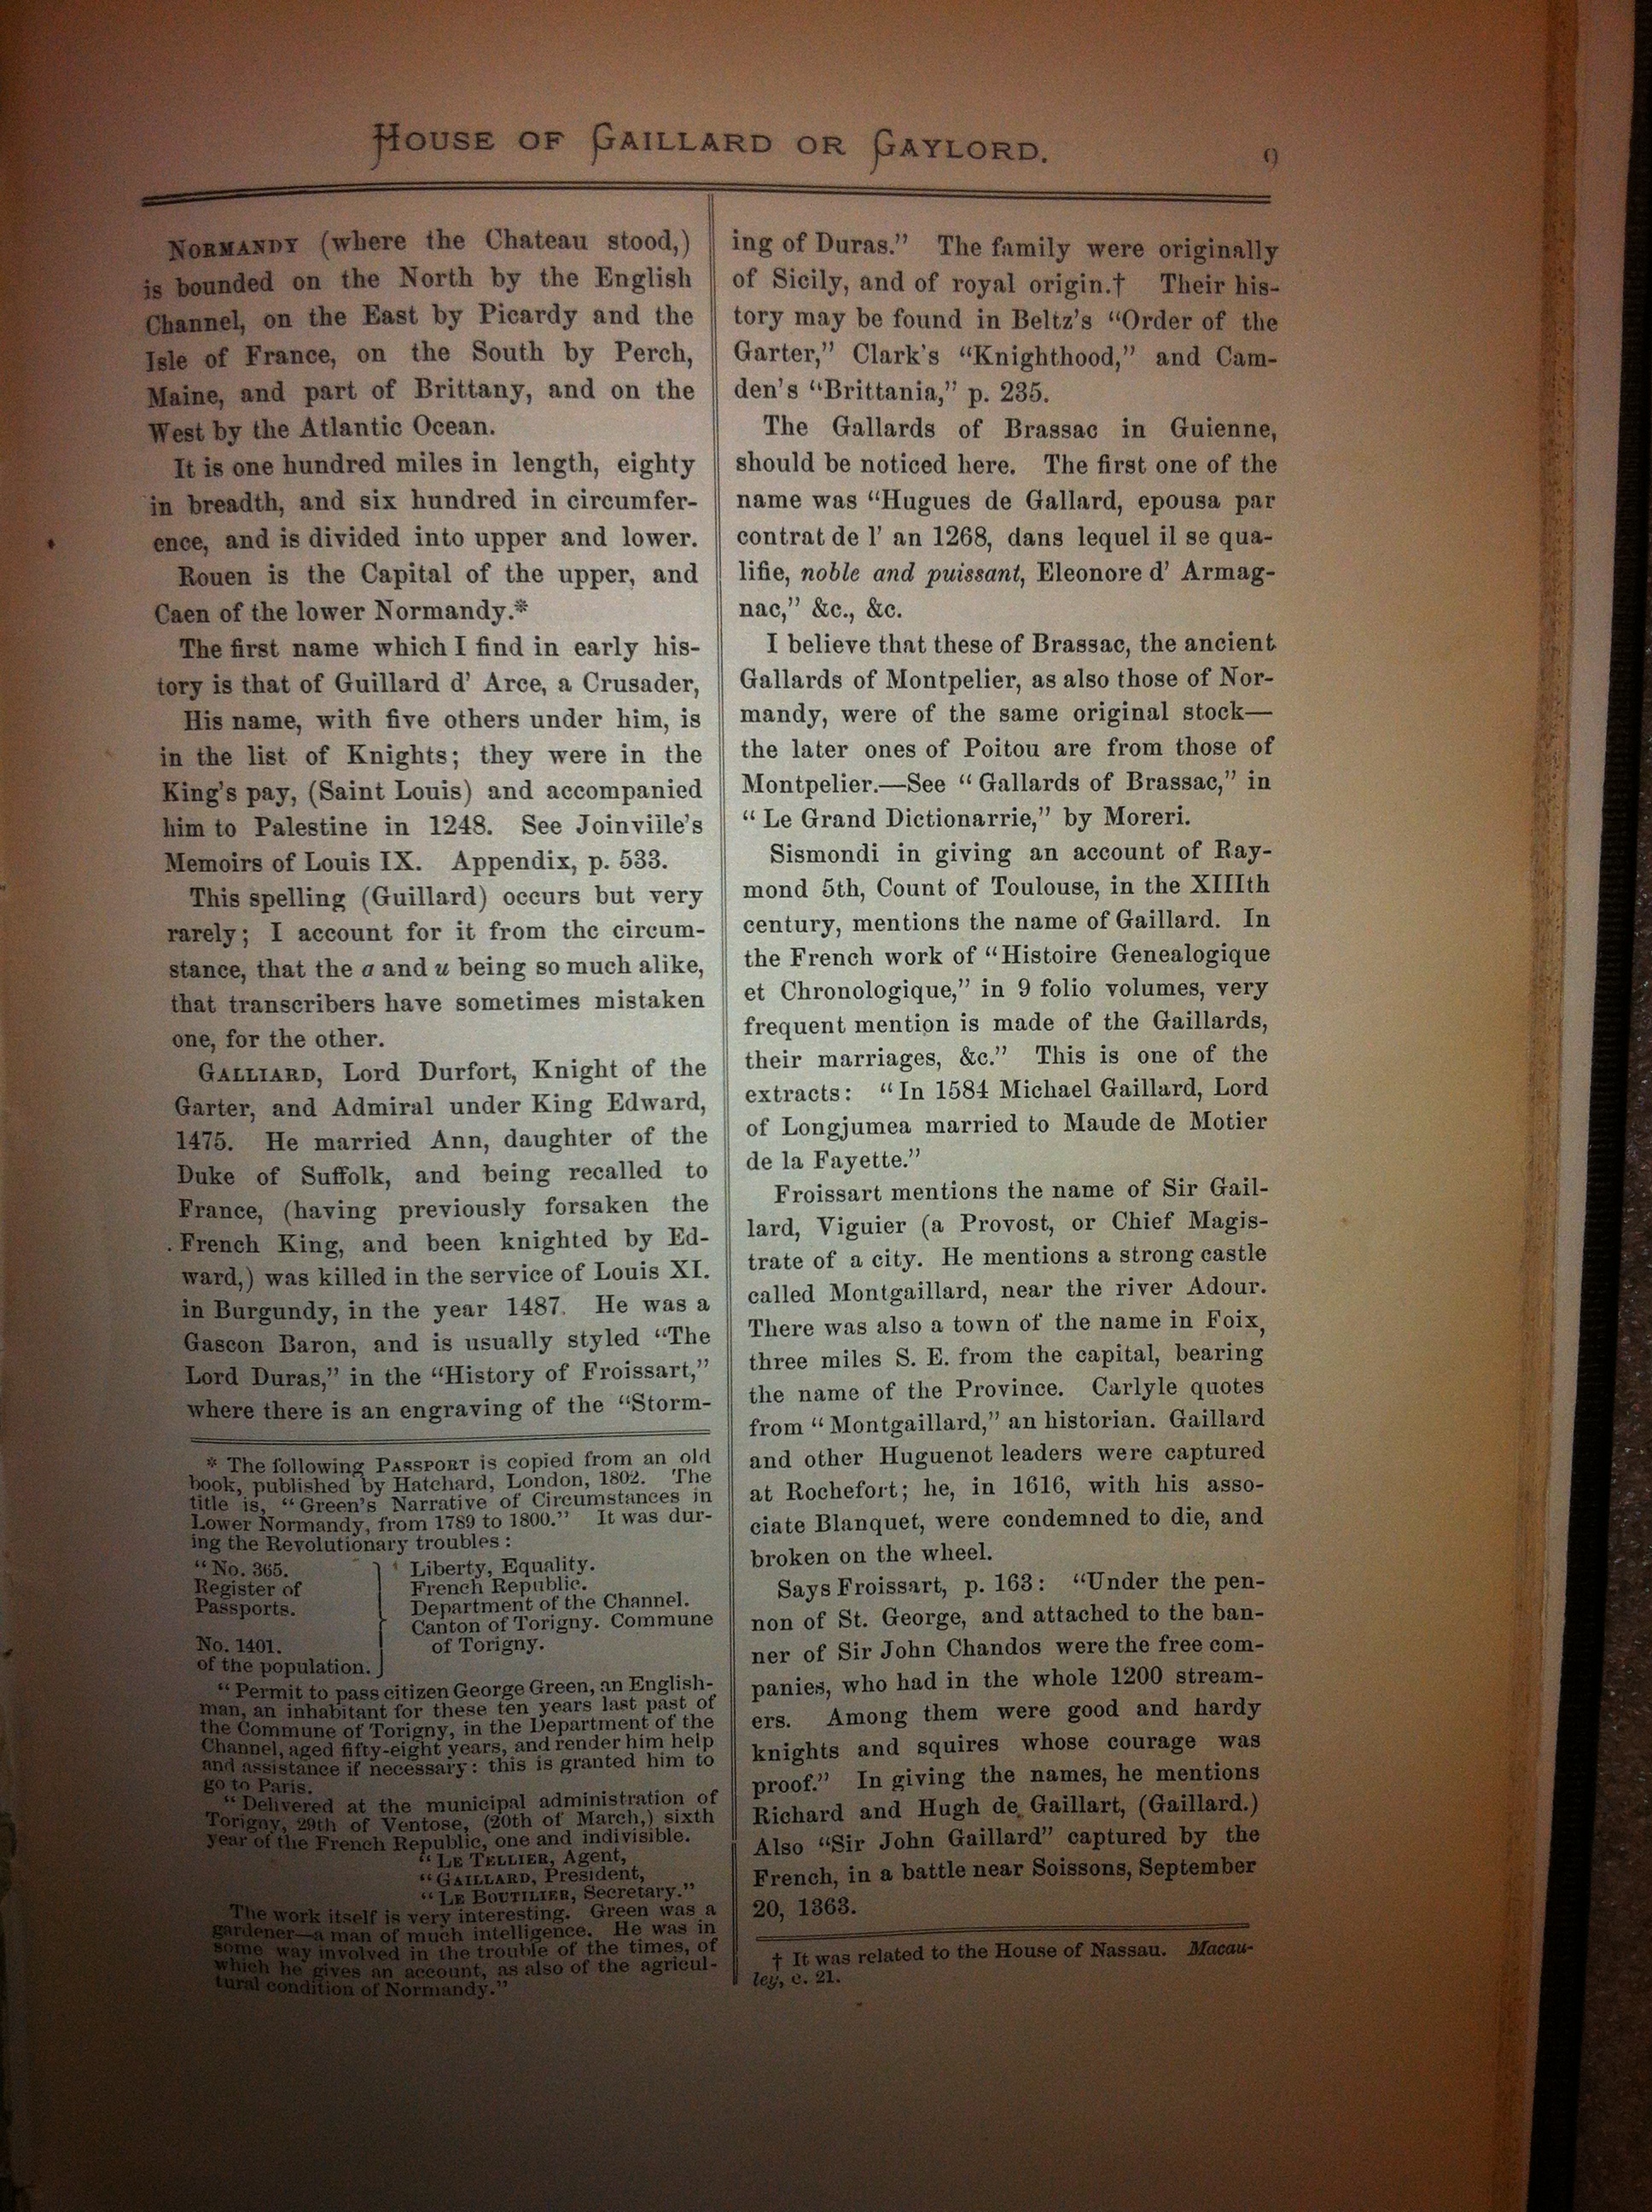 HOUSE OF GAILLARD OR GAYLORD. 9
NORMANDY (where the Chateau stood,)
is bounded on the North by the English
Channel, on the East by Picardy and the
Isle of France, on the South by Perch,
Maine, and part of Brittany, and on the
West by the Atlantic Ocean.
It is one hundred miles in length, eighty
in breadth, and six hundred in circumfer-
ence, and is divided into upper and lower.
Rouen is the Capital of the upper, and
Caen of the lower Normandy.*
The first name which I find in early his-
tory is that of Guillard d' Arce, a Crusader,
His name, with five others under him, is
in the list of Knights; they were in the
King's pay, (Saint Louis) and accompanied
him to Palestine in 1248. See Joinviile's
Memoirs of Louis IX. Appendix, p. 533.
This spelling (Guillard) occurs but very
rarely; I account for it from the circum-
stance, that the a and u being so much alike,
that transcribers have sometimes mistaken
one, for the other.
GALLIARD, Lord Durfort, Knight of the
Garter, and Admiral under King Edward,
1475. He married Ann, daughter of the
Duke of Suffolk, and being recalled to
France, (having previously forsaken the
French King, and been knighted by Ed-
ward,) was killed in the service of Louis XI.
in Burgundy, in the year 1487. He was a
Gascon Baron, and is usually styled "The
Lord Duras," in the "History of Froissart,"
where there is an engraving of the "Storm-
* The following PASSPORT is copied from an old
book, published by Hatchard, London, 1802. The
title is, "Green's Narrative of Circumstances in
Lower Normandy, from 1789 to 1800." It was dur-
ing the Revolutionary troubles:
"No. 365.
Register of
Passports.
No. 1401.
of the population.
Liberty, Equality.
French Republic.
Department of the Channel.
Canton of Torigny. Commune
of Torigny.
"Permit to pass citizen George Green, an English-
man, an inhabitant for these ten years last past of
the Commune of Torigny, in the Department of the
Channel, aged fifty-eight years, and render him help
and assistance if necessary: this is granted him to
go to Paris.
"Delivered at the municipal administration of
Torigny, 29th of Ventose, (20th of March,) sixth
year of the French Republic, one and indivisible.
"LE TELLIER, Agent,
"GAILLARD, President,
"LE BOUTILIER, Secretary."
The work itself is very interesting. Green was a
gardener—a man of much intelligence. He was in
some way involved in the trouble of the times, of
which he gives an account, as also of the agricul-
tural condition of Normandy."
ing of Duras." The family were originally
of Sicily, and of royal origin.† Their his-
tory may be found in Beltz's "Order of the
Garter," Clark's "Knighthood," and Cam-
den's "Brittania," p. 235.
The Gallards of Brassac in Guienne,
should be noticed here. The first one of the
name was "Hugues de Gallard, epousa par
contrat de l' an 1268, dans lequel il se qua-
lifie, noble and puissant, Eleonore d' Armag-
nac," &c., &c.
I believe that these of Brassac, the ancient
Gallards of Montpelier, as also those of Nor-
mandy, were of the same original stock—
the later ones of Poitou are from those of
Montpelier.—See "Gallards of Brassac," in
"Le Grand Dictionarrie," by Moreri.
Sismondi in giving an account of Ray-
mond 5th, Count of Toulouse, in the XIIIth
century, mentions the name of Gaillard. In
the French work of "Histoire Genealogique
et Chronologique," in 9 folio volumes, very
frequent mention is made of the Gaillards,
their marriages, &c." This is one of the
extracts: "In 1584 Michael Gaillard, Lord
of Longjumea married to Maude de Motier
de la Fayette."
Froissart mentions the name of Sir Gail-
lard, Viguier (a Provost, or Chief Magis-
trate of a city. He mentions a strong castle
called Montgaillard, near the river Adour.
There was also a town of the name in Foix,
three miles S. E. from the capital, bearing
the name of the Province. Carlyle quotes
from "Montgaillard," an historian. Gaillard
and other Huguenot leaders were captured
at Rochefort; he, in 1616, with his asso-
ciate Blanquet, were condemned to die, and
broken on the wheel.
Says Froissart, p. 163: "Under the pen-
non of St. George, and attached to the ban-
ner of Sir John Chandos were the free com-
panies, who had in the whole 1200 stream-
ers. Among them were good and hardy
knights and squires whose courage was
proof." In giving the names, he mentions
Richard and Hugh de Gaillart, (Gaillard.)
Also "Sir John Gaillard" captured by the
French, in a battle near Soissons, September
20, 1363.
† It was related to the House of Nassau. Macau-
ley, c. 21.